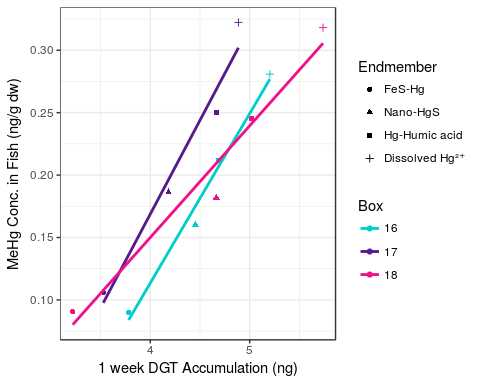 MeHg Conc. in Fish (ng/g dw)
0.30
0.25
0.20
0.15
0.10
4
5
1 week DGT Accumulation (ng)
Endmember
FeS-Hg
Nano-HgS
Hg-Humic acid
Dissolved Hg²⁺
Box
16
17
18